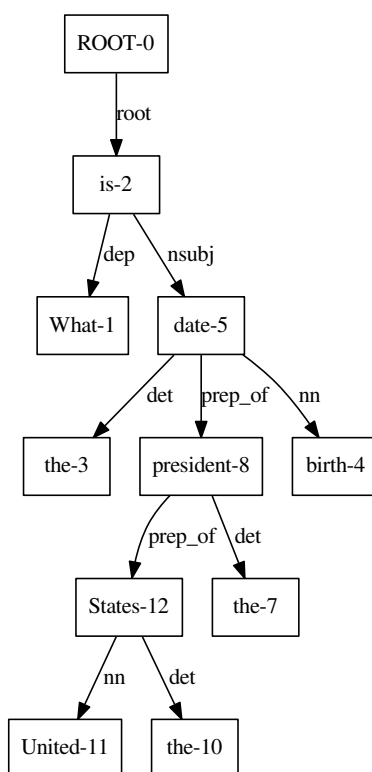 ROOT-0
root
is-2
dep
nsubj
What-1
date-5
det
prep_of
nn
the-3
president-8
birth-4
prep_of
det
States-12
the-7
nn
det
United-11
the-10